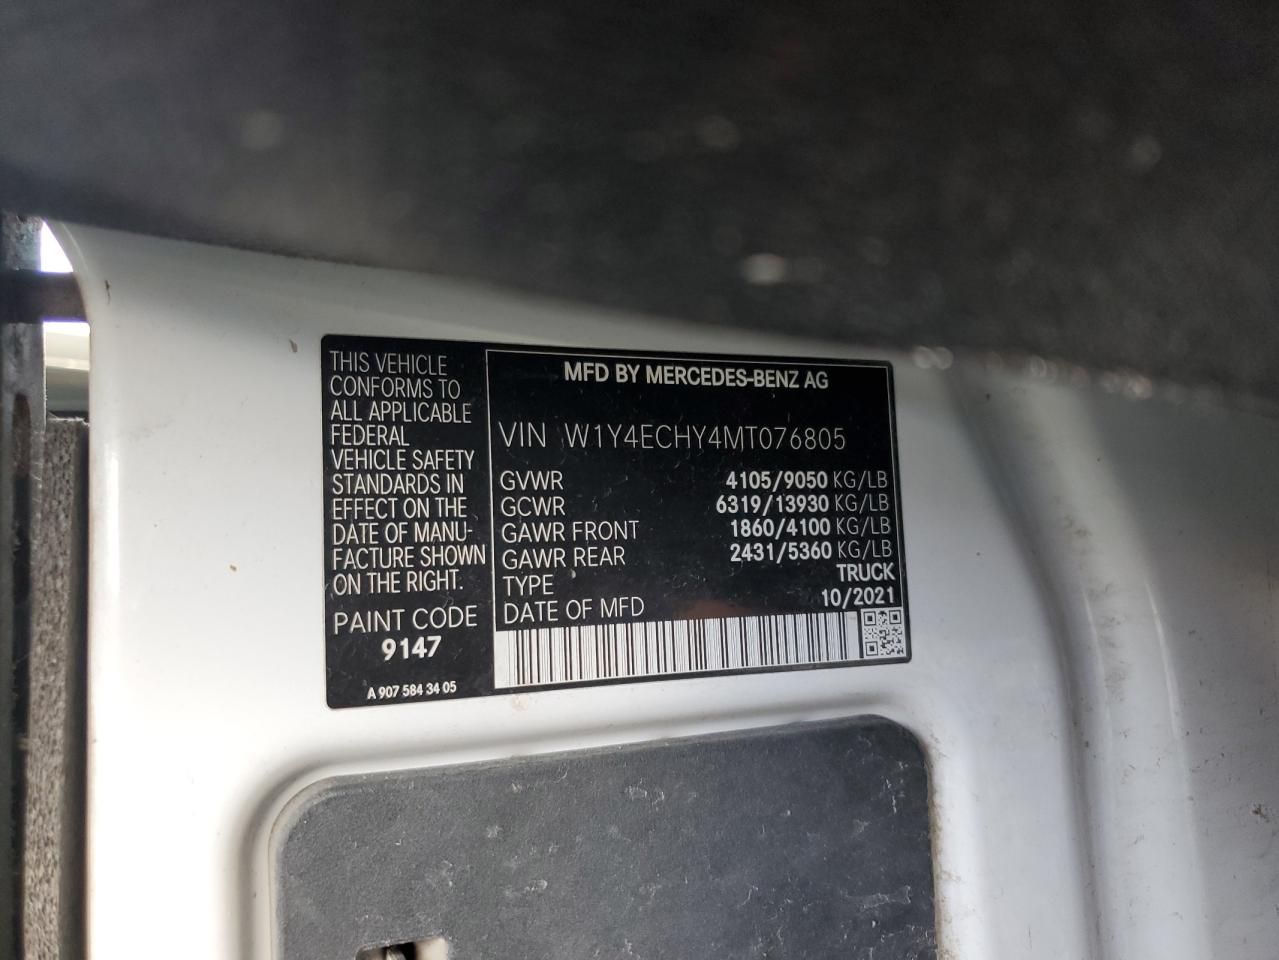 THIS VEHICLE
CONFORMS TO
ALL APPLICABLE
FEDERAL
VEHICLE SAFETY
STANDARDS IN
EFFECT ON THE
DATE OF MANU-
FACTURE SHOWN
ON THE RIGHT.
PAINT CODE
9147
A 907 584 34 05
MFD BY MERCEDES-BENZ AG
VIN W1Y4ECHY4MT076805
GVWR 4105/9050 KG/LB
GCWR 6319/13930 KG/LB
GAWR FRONT 1860/4100 KG/LB
GAWR REAR 2431/5360 KG/LB
TYPE TRUCK
DATE OF MFD 10/2021